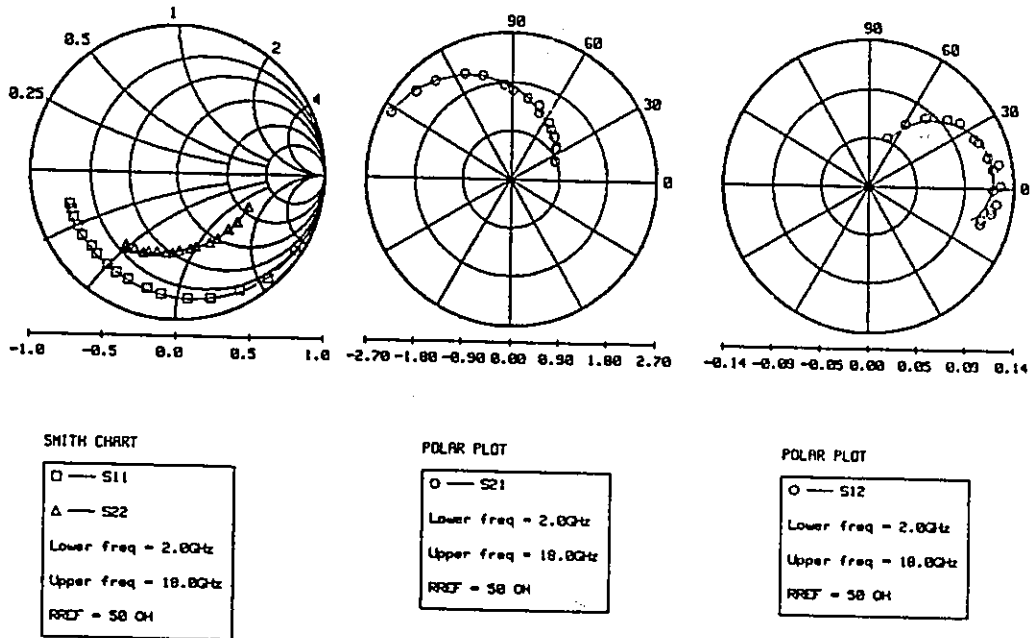 1
0.5
2
0.25
4
-1.0 -0.5 0.0 0.5 1.0
90
60
30
0
-2.70 -1.80 -0.90 0.00 0.90 1.80 2.70
90
60
30
0
-0.14 -0.09 -0.05 0.00 0.05 0.09 0.14
SMITH CHART
S11
S22
Lower freq = 2.0GHz
Upper freq = 18.0GHz
RREF = 50 OH
POLAR PLOT
S21
Lower freq = 2.0GHz
Upper freq = 18.0GHz
RREF = 50 OH
POLAR PLOT
S12
Lower freq = 2.0GHz
Upper freq = 18.0GHz
RREF = 50 OH